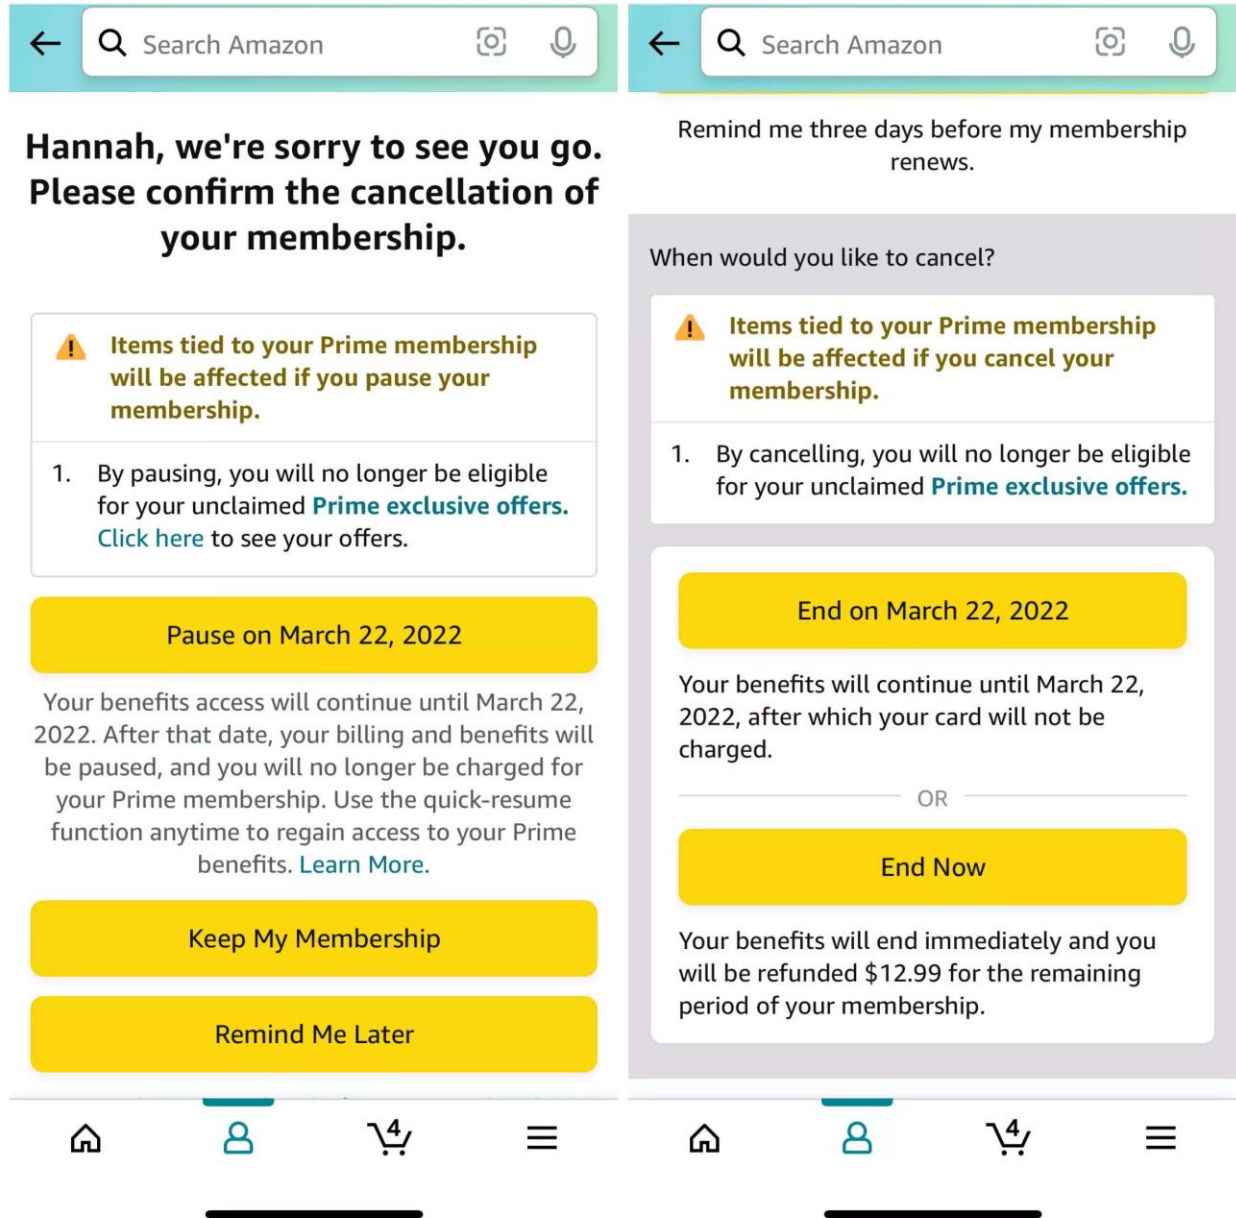 Search Amazon
Hannah, we're sorry to see you go.
Please confirm the cancellation of
your membership.
Items tied to your Prime membership
will be affected if you pause your
membership.
1. By pausing, you will no longer be eligible
for your unclaimed Prime exclusive offers.
Click here to see your offers.
Pause on March 22, 2022
Your benefits access will continue until March 22,
2022. After that date, your billing and benefits will
be paused, and you will no longer be charged for
your Prime membership. Use the quick-resume
function anytime to regain access to your Prime
benefits. Learn More.
Keep My Membership
Remind Me Later
4
Search Amazon
Remind me three days before my membership
renews.
When would you like to cancel?
Items tied to your Prime membership
will be affected if you cancel your
membership.
1. By cancelling, you will no longer be eligible
for your unclaimed Prime exclusive offers.
End on March 22, 2022
Your benefits will continue until March 22,
2022, after which your card will not be
charged.
OR
End Now
Your benefits will end immediately and you
will be refunded $12.99 for the remaining
period of your membership.
4